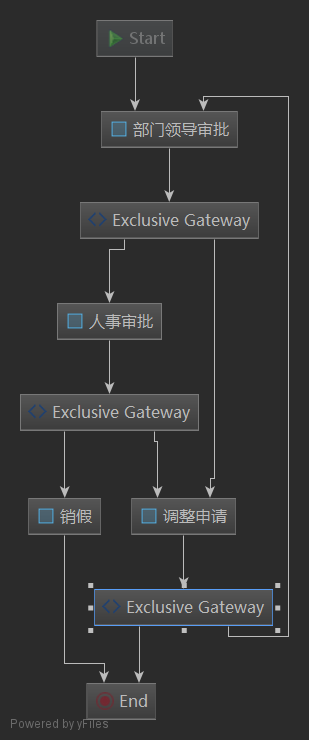 Start
部门领导审批
Exclusive Gateway
人事审批
Exclusive Gateway
销假
调整申请
Exclusive Gateway
End
Powered by yFiles